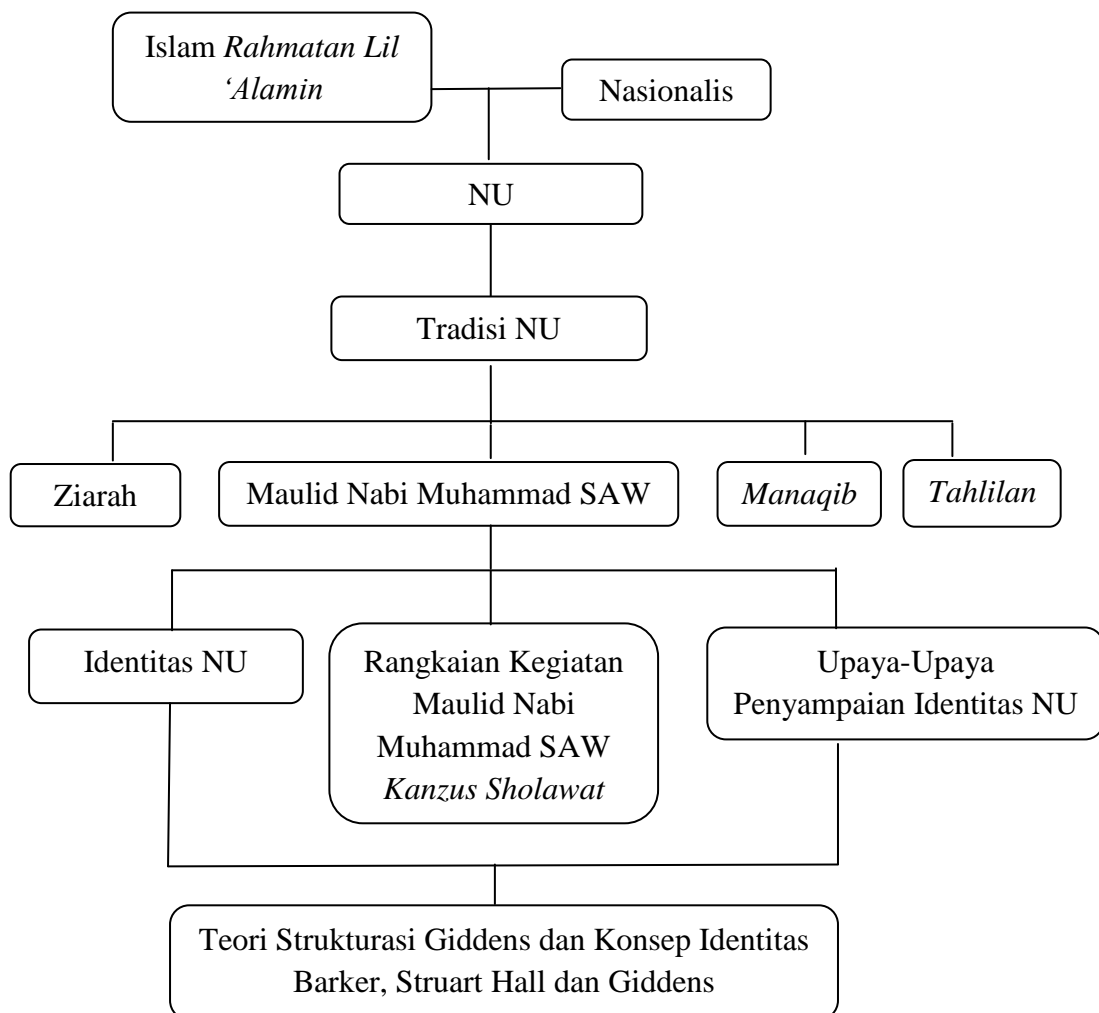 Islam Rahmatan Lil
‘Alamin
Nasionalis
NU
Tradisi NU
Ziarah
Maulid Nabi Muhammad SAW
Manaqib
Tahlilan
Identitas NU
Rangkaian Kegiatan
Maulid Nabi
Muhammad SAW
Kanzus Sholawat
Upaya-Upaya
Penyampaian Identitas NU
Teori Strukturasi Giddens dan Konsep Identitas
Barker, Struart Hall dan Giddens